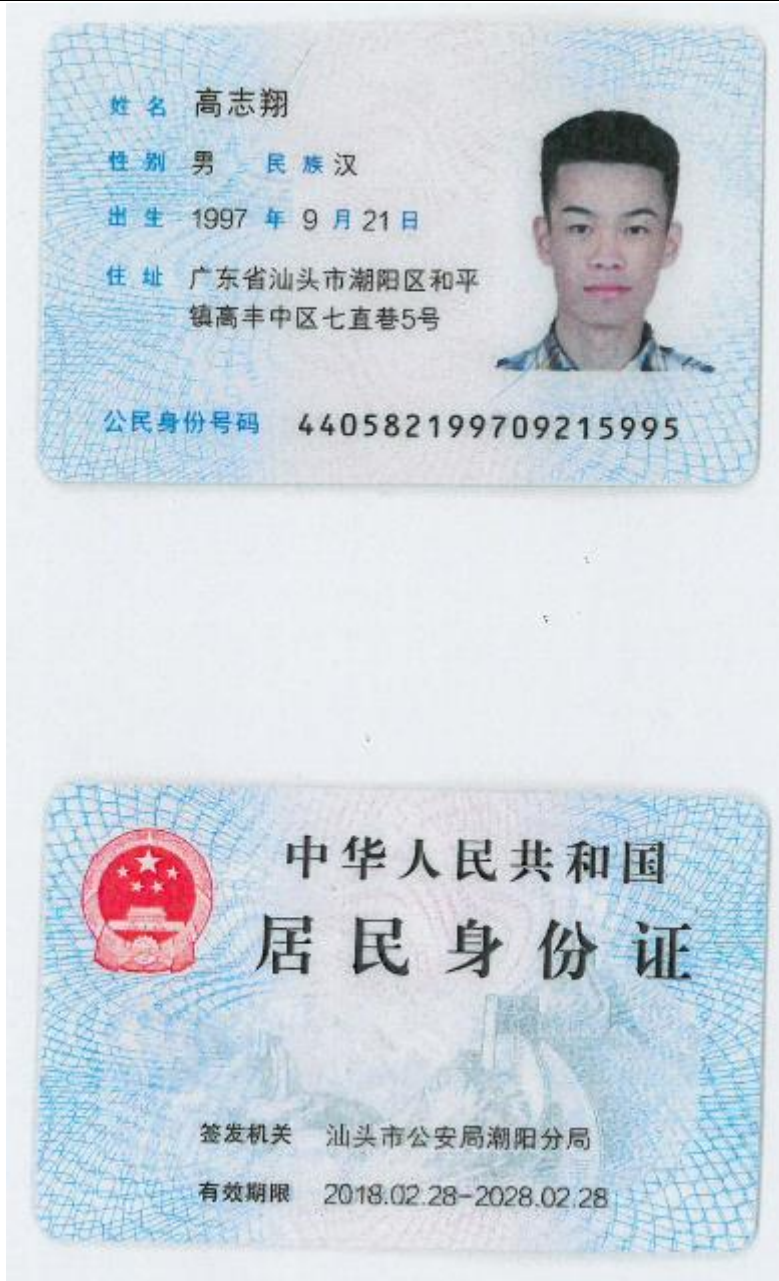 姓名 高志翔
性别 男 民族 汉
出生 1997 年 9 月 21 日
住址 广东省汕头市潮阳区和平
镇高丰中区七直巷5号
公民身份号码 440582199709215995
中华人民共和国
居民身份证
签发机关 汕头市公安局潮阳分局
有效期限 2018.02.28-2028.02.28